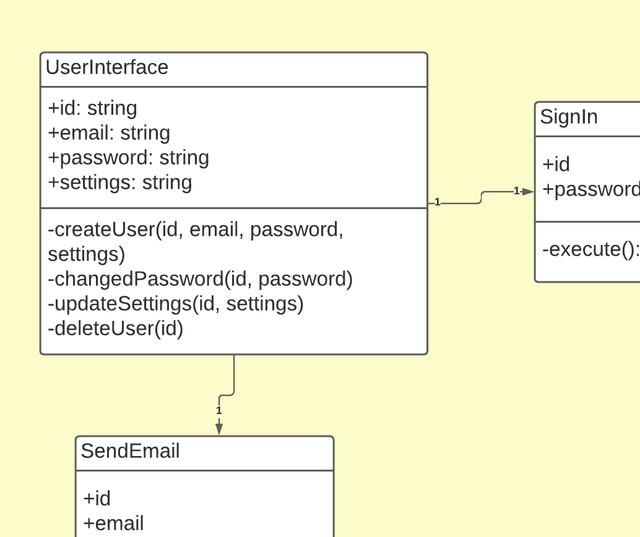 UserInterface
+id: string
+email: string
+password: string
+settings: string
-createUser(id, email, password,
settings)
-changedPassword(id, password)
-updateSettings(id, settings)
-deleteUser(id)
1
1
SignIn
+id
+password
-execute():
1
SendEmail
+id
+email